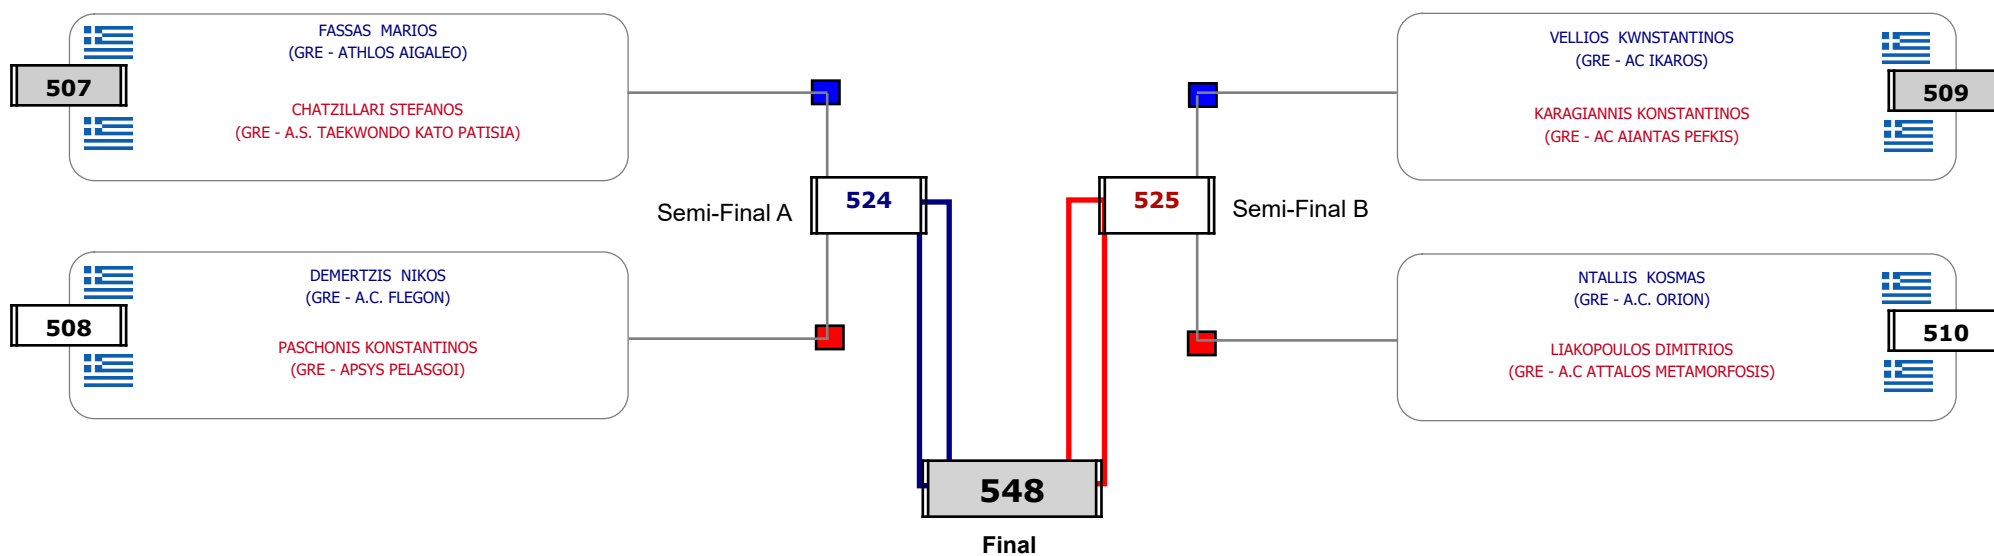 FASSAS MARIOS
(GRE - ATHLOS AIGALEO)
507
CHATZILLARI STEFANOS
(GRE - A.S. TAEKWONDO KATO PATISIA)
DEMERTZIS NIKOS
(GRE - A.C. FLEGON)
508
PASCHONIS KONSTANTINOS
(GRE - APSYS PELASGOI)
Semi-Final A
524
525
Semi-Final B
VELLIOS KWNSTANTINOS
(GRE - AC IKAROS)
509
KARAGIANNIS KONSTANTINOS
(GRE - AC AIANTAS PEFKIS)
NTALLIS KOSMAS
(GRE - A.C. ORION)
510
LIAKOPOULOS DIMITRIOS
(GRE - A.C ATTALOS METAMORFOSIS)
548
Final